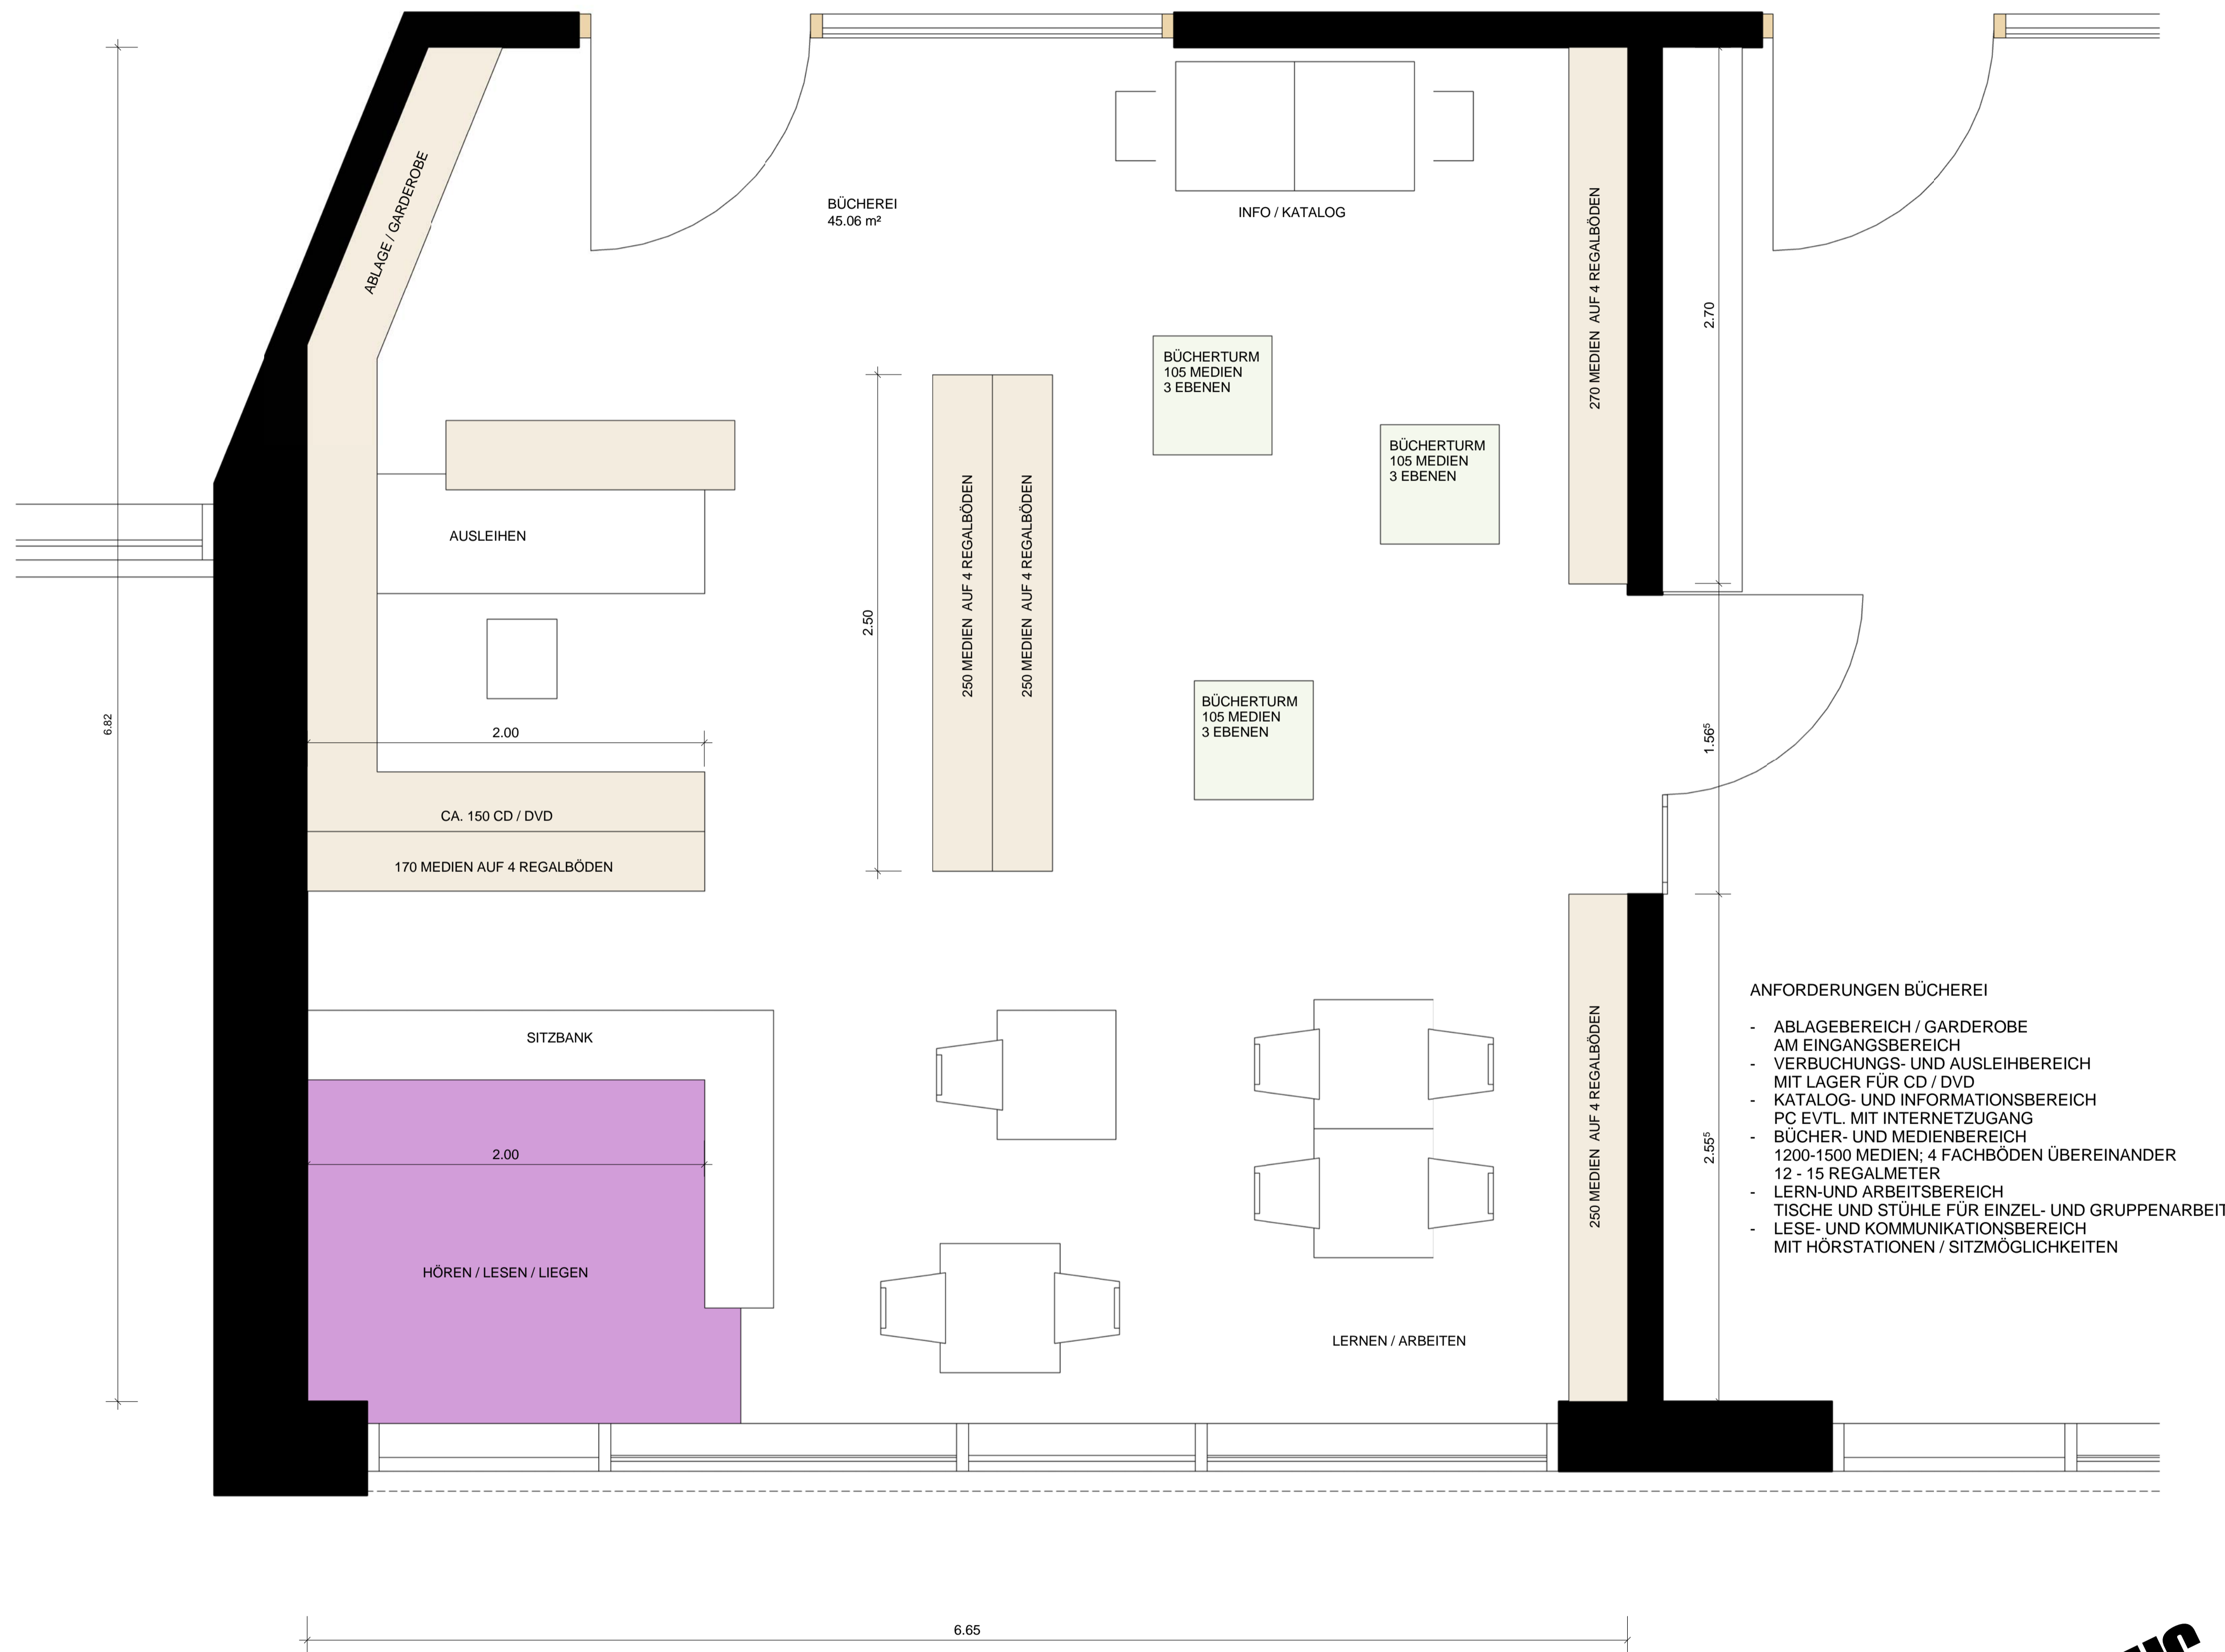 ABLAGE / GARDEROBE
BÜCHEREI
45.06 m²
INFO / KATALOG
270 MEDIEN AUF 4 REGALBÖDEN
2.70
BÜCHERTURM
105 MEDIEN
3 EBENEN
BÜCHERTURM
105 MEDIEN
3 EBENEN
AUSLEIHEN
250 MEDIEN AUF 4 REGALBÖDEN
250 MEDIEN AUF 4 REGALBÖDEN
2.50
6.82
BÜCHERTURM
105 MEDIEN
3 EBENEN
2.00
1.56⁵
CA. 150 CD / DVD
170 MEDIEN AUF 4 REGALBÖDEN
SITZBANK
2.00
HÖREN / LESEN / LIEGEN
250 MEDIEN AUF 4 REGALBÖDEN
2.55⁵
LERNEN / ARBEITEN
ANFORDERUNGEN BÜCHEREI
- ABLAGEBEREICH / GARDEROBE
AM EINGANGSBEREICH
- VERBUCHUNGS- UND AUSLEIHBEREICH
MIT LAGER FÜR CD / DVD
- KATALOG- UND INFORMATIONSBEREICH
PC EVTL. MIT INTERNETZUGANG
- BÜCHER- UND MEDIENBEREICH
1200-1500 MEDIEN; 4 FACHBÖDEN ÜBEREINANDER
12 - 15 REGALMETER
- LERN-UND ARBEITSBEREICH
TISCHE UND STÜHLE FÜR EINZEL- UND GRUPPENARBEIT
- LESE- UND KOMMUNIKATIONSBEREICH
MIT HÖRSTATIONEN / SITZMÖGLICHKEITEN
6.65